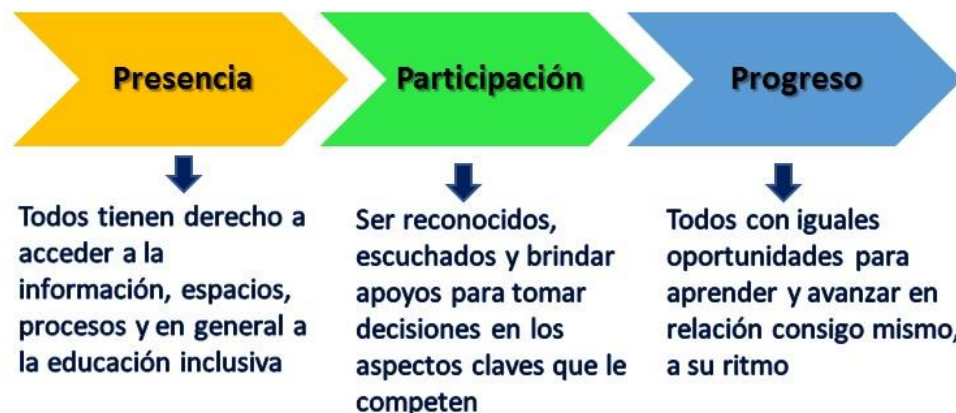 Presencia
Participación
Progreso
Todos tienen derecho a
acceder a la
información, espacios,
procesos y en general a
la educación inclusiva
Ser reconocidos,
escuchados y brindar
apoyos para tomar
decisiones en los
aspectos claves que le
competen
Todos con iguales
oportunidades para
aprender y avanzar en
relación consigo mismo,
a su ritmo